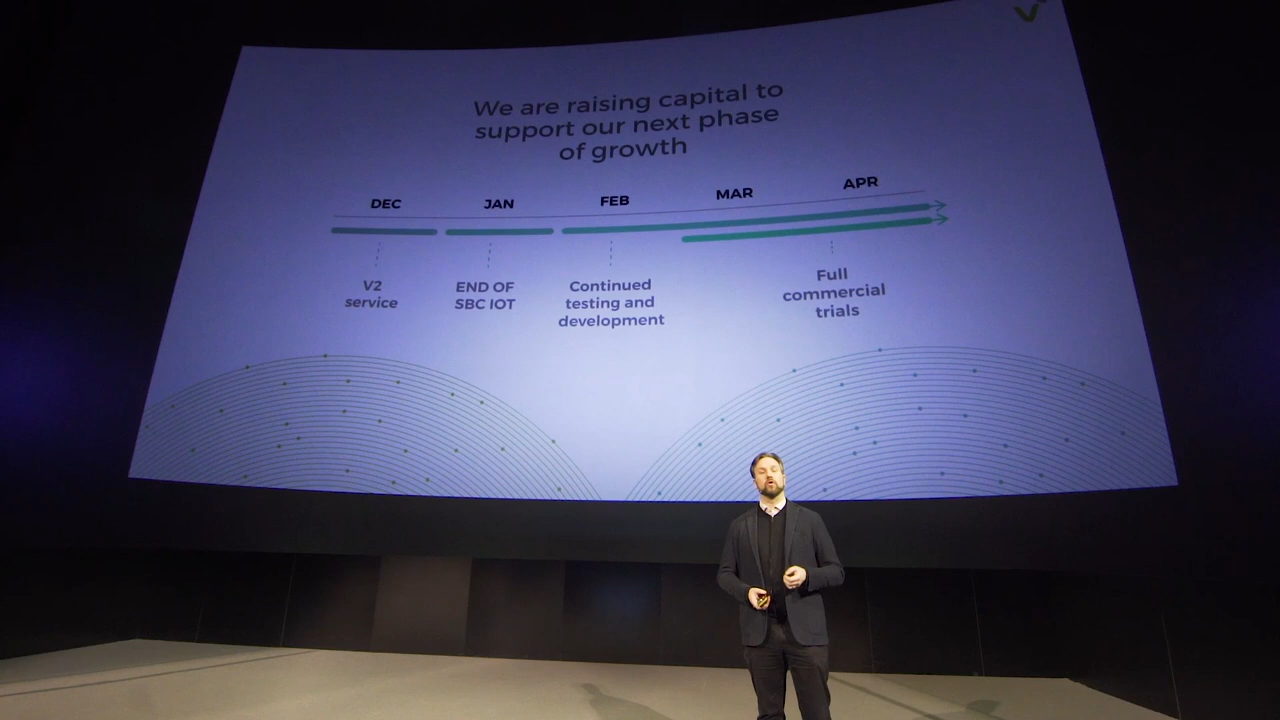 We are raising capital to
support our next phase
of growth
DEC JAN FEB MAR APR
V2
service
END OF
SBC IOT
Continued
testing and
development
Full
commercial
trials